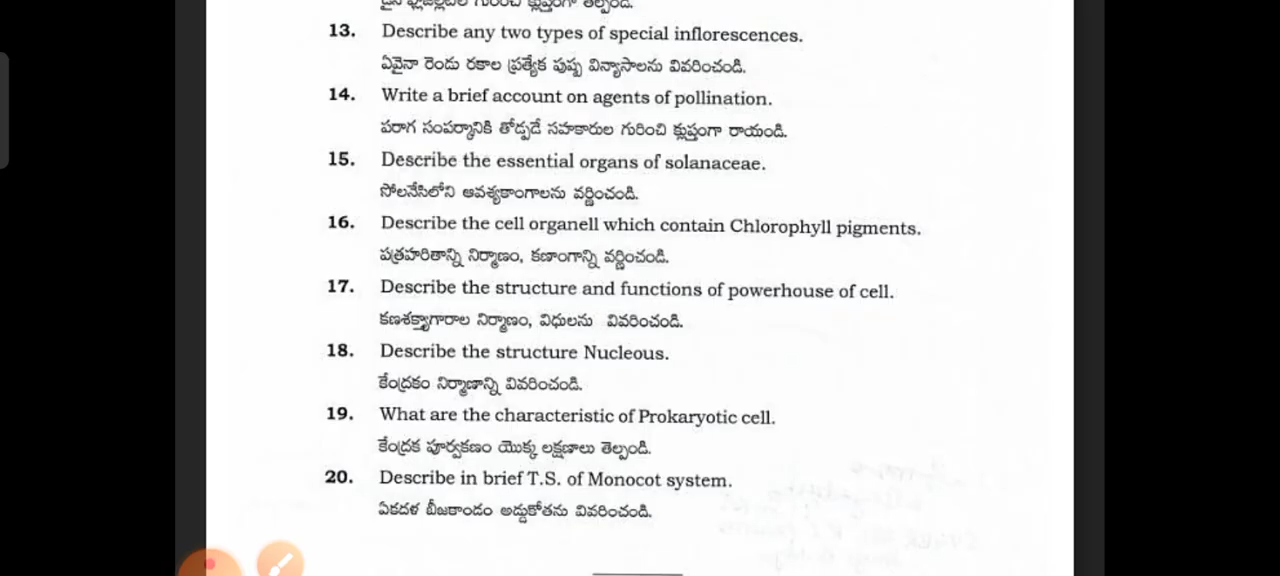 గురించి క్లుప్తంగా తెల్పండి.
13. Describe any two types of special inflorescences.
ఏవైనా రెండు రకాల ప్రత్యేక పుష్ప విన్యాసాలను వివరించండి.
14. Write a brief account on agents of pollination.
పరాగ సంపర్కానికి తోడ్పడే సహకారుల గురించి క్లుప్తంగా రాయండి.
15. Describe the essential organs of solanaceae.
సోలనేసిలోని ఆవశ్యకాంగాలను వర్ణించండి.
16. Describe the cell organell which contain Chlorophyll pigments.
పత్రహరితాన్ని నిర్మాణం, కణాంగాన్ని వర్ణించండి.
17. Describe the structure and functions of powerhouse of cell.
కణశక్త్యాగారాల నిర్మాణం, విధులను వివరించండి.
18. Describe the structure Nucleous.
కేంద్రకం నిర్మాణాన్ని వివరించండి.
19. What are the characteristic of Prokaryotic cell.
కేంద్రక పూర్వకణం యొక్క లక్షణాలు తెల్పండి.
20. Describe in brief T.S. of Monocot system.
ఏకదళ బీజకాండం అడ్డుకోతను వివరించండి.